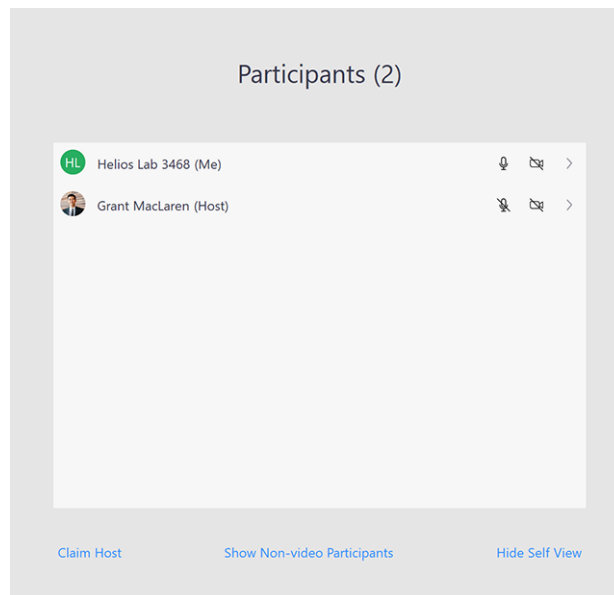 Participants (2)
HL Helios Lab 3468 (Me)
Grant MacLaren (Host)
Claim Host Show Non-video Participants Hide Self View